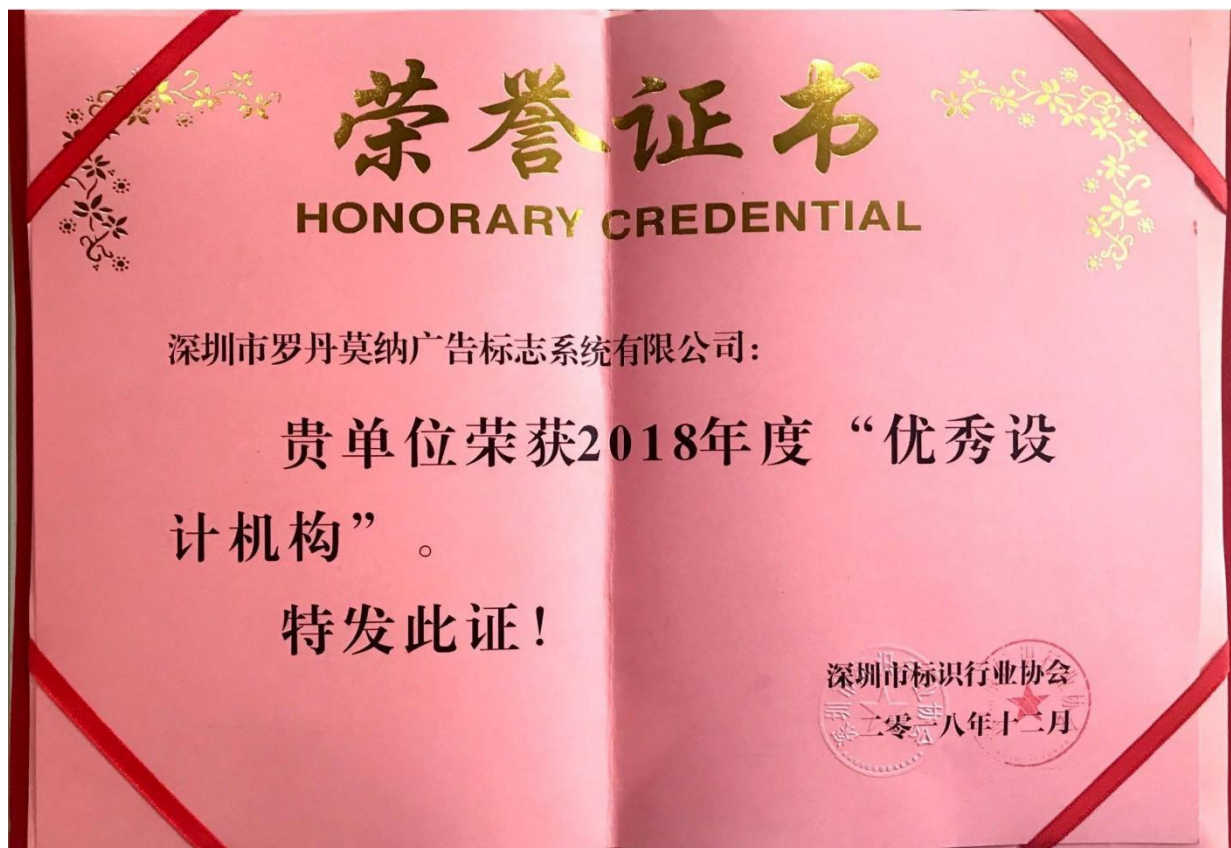 荣誉证书
HONORARY CREDENTIAL
深圳市罗丹莫纳广告标志系统有限公司：
贵单位荣获2018年度“优秀设
计机构”。
特发此证！
深圳市标识行业协会
二零一八年十二月